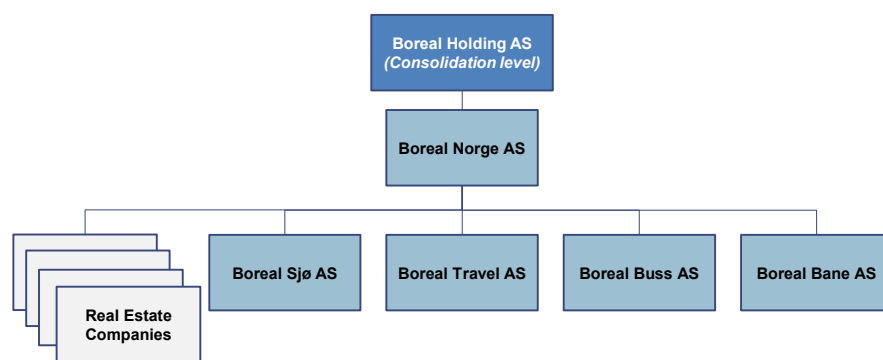 Boreal Holding AS
(Consolidation level)
Boreal Norge AS
Boreal Sjø AS
Boreal Travel AS
Boreal Buss AS
Boreal Bane AS
Real Estate
Companies